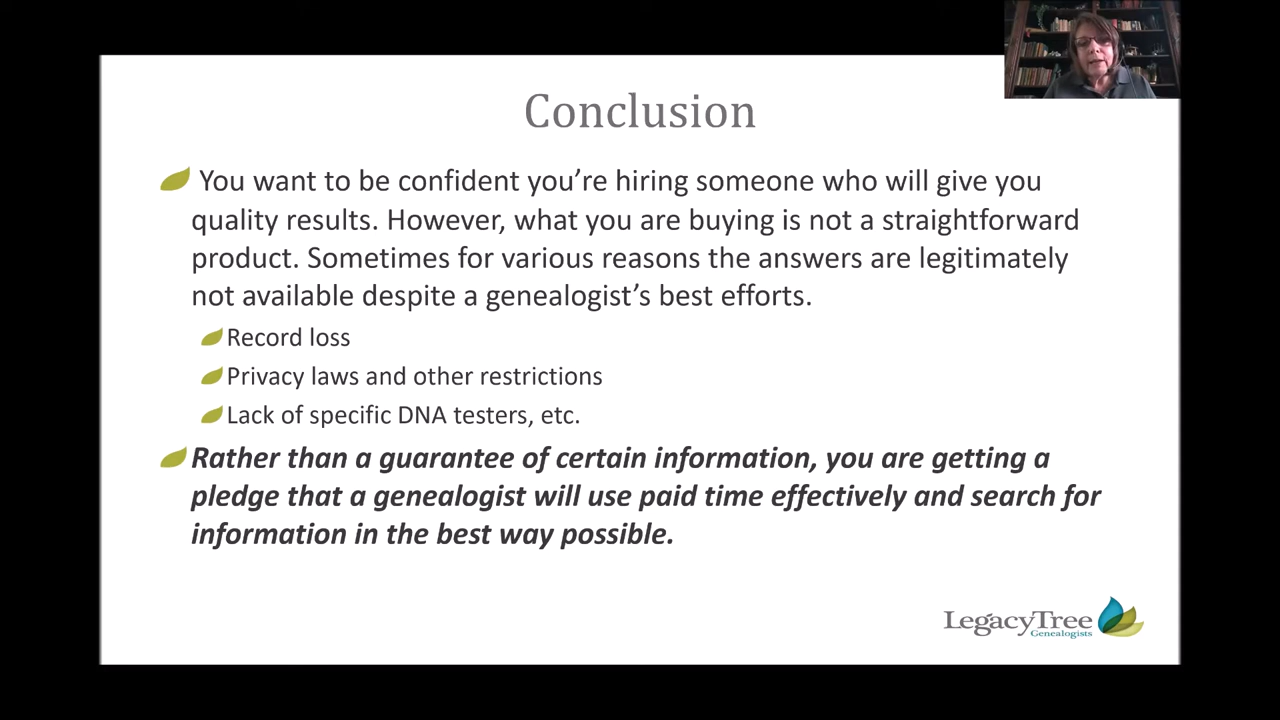 Conclusion
You want to be confident you’re hiring someone who will give you
quality results. However, what you are buying is not a straightforward
product. Sometimes for various reasons the answers are legitimately
not available despite a genealogist’s best efforts.
Record loss
Privacy laws and other restrictions
Lack of specific DNA testers, etc.
Rather than a guarantee of certain information, you are getting a
pledge that a genealogist will use paid time effectively and search for
information in the best way possible.
LegacyTree
Genealogists